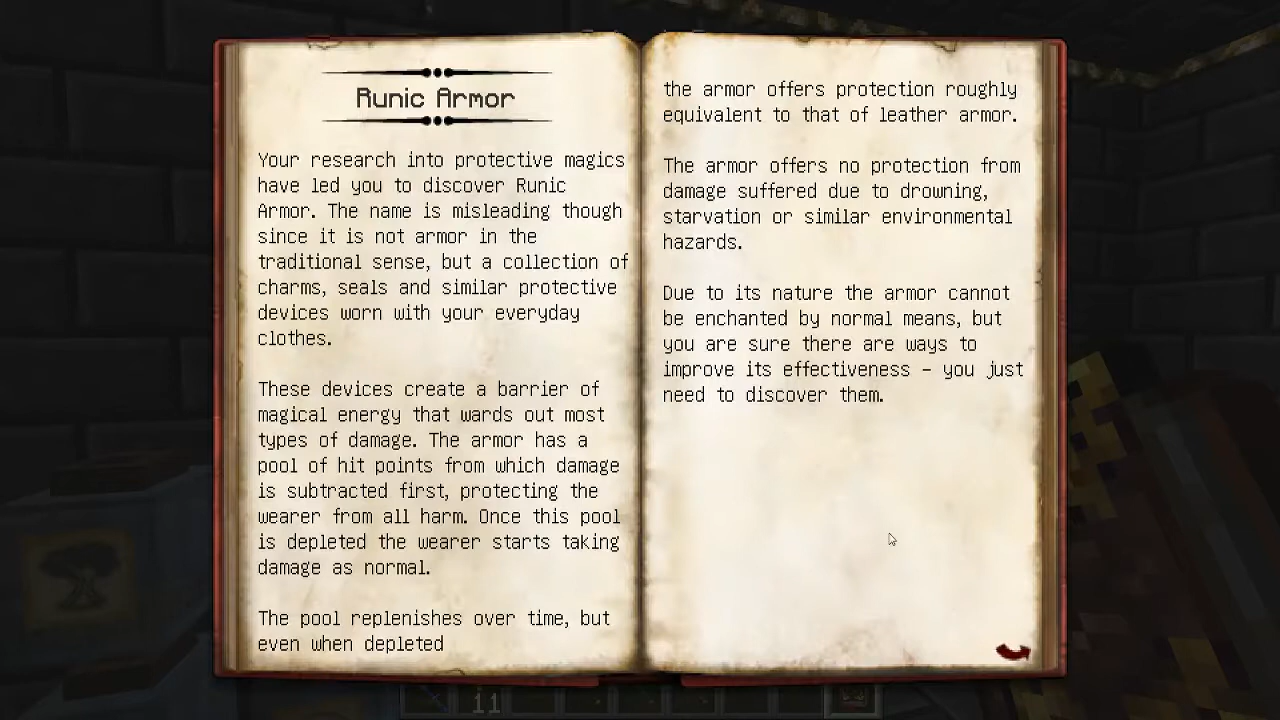 Runic Armor
Your research into protective magics
have led you to discover Runic
Armor. The name is misleading though
since it is not armor in the
traditional sense, but a collection of
charms, seals and similar protective
devices worn with your everyday
clothes.
These devices create a barrier of
magical energy that wards out most
types of damage. The armor has a
pool of hit points from which damage
is subtracted first, protecting the
wearer from all harm. Once this pool
is depleted the wearer starts taking
damage as normal.
The pool replenishes over time, but
even when depleted
the armor offers protection roughly
equivalent to that of leather armor.
The armor offers no protection from
damage suffered due to drowning,
starvation or similar environmental
hazards.
Due to its nature the armor cannot
be enchanted by normal means, but
you are sure there are ways to
improve its effectiveness - you just
need to discover them.
11